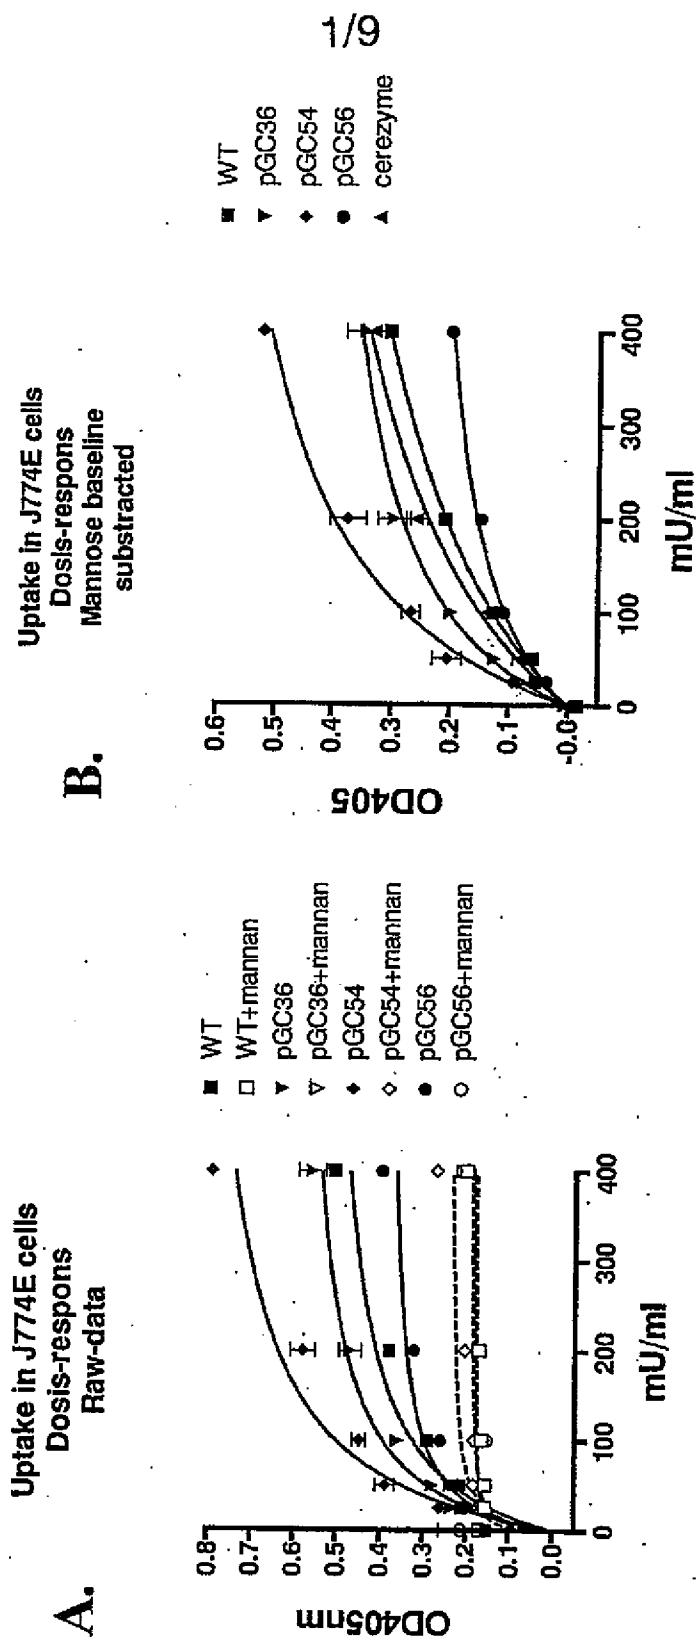 1/9
A.
Uptake in J774E cells
Dosis-respons
Raw-data
OD405nm
0.8
0.7
0.6
0.5
0.4
0.3
0.2
0.1
0.0
0
100
200
300
400
mU/ml
WT
WT+mannan
pGC36
pGC36+mannan
pGC54
pGC54+mannan
pGC56
pGC56+mannan
B.
Uptake in J774E cells
Dosis-respons
Mannose baseline
substracted
OD405
0.6
0.5
0.4
0.3
0.2
0.1
-0.0
0
100
200
300
400
mU/ml
WT
pGC36
pGC54
pGC56
cerezyme